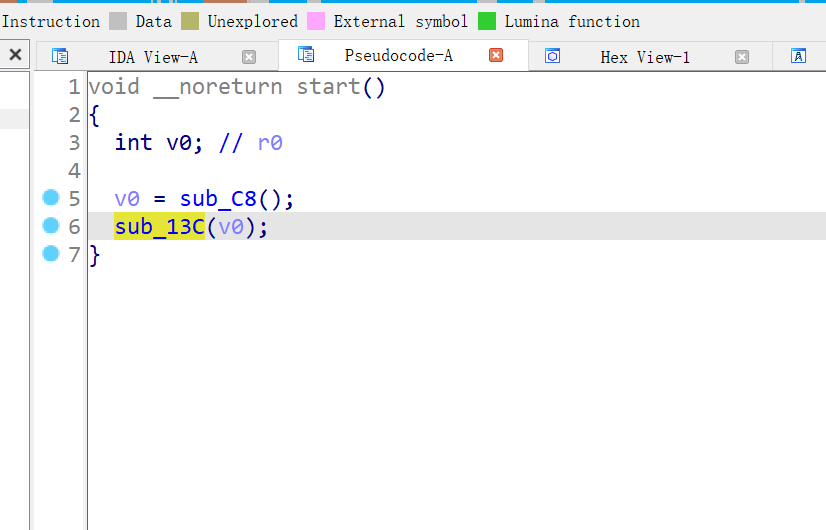 Instruction Data Unexplored External symbol Lumina function
IDA View-A Pseudocode-A Hex View-1 A
1 void __noreturn start()
2 {
3 int v0; // r0
4
5 v0 = sub_C8();
6 sub_13C(v0);
7 }